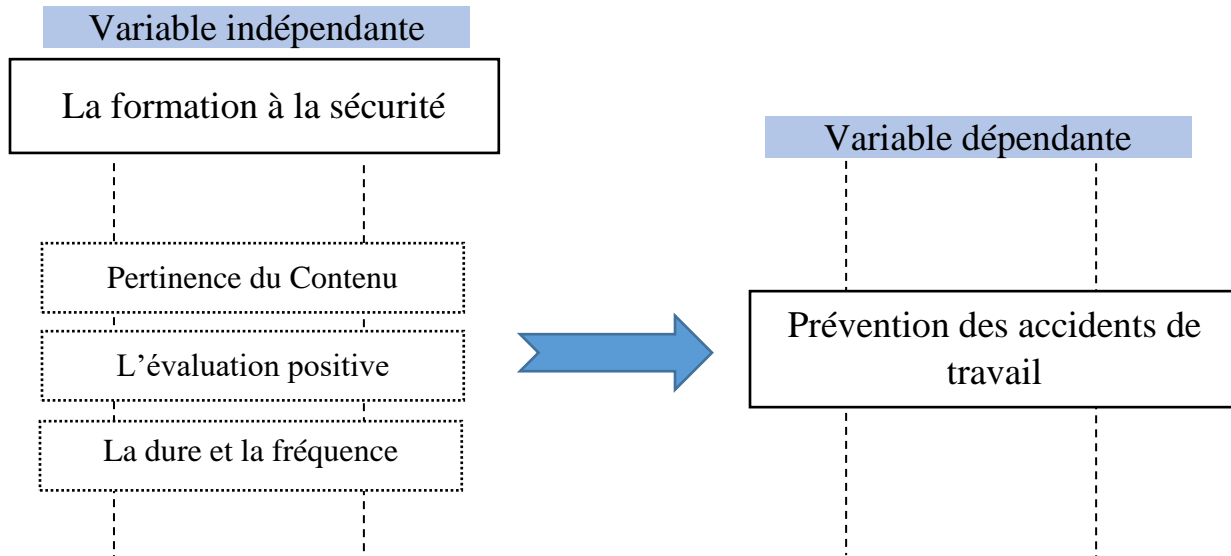 Variable indépendante
La formation à la sécurité
Pertinence du Contenu
L'évaluation positive
La dure et la fréquence
Variable dépendante
Prévention des accidents de
travail